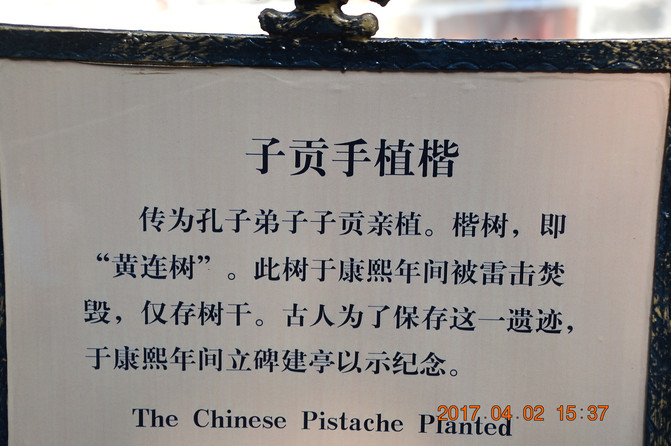 子贡手植楷
传为孔子弟子子贡亲植。楷树，即
“黄连树”。此树于康熙年间被雷击焚
毁，仅存树干。古人为了保存这一遗迹，
于康熙年间立碑建亭以示纪念。
The Chinese Pistache Planted
2017.04.02 15:37